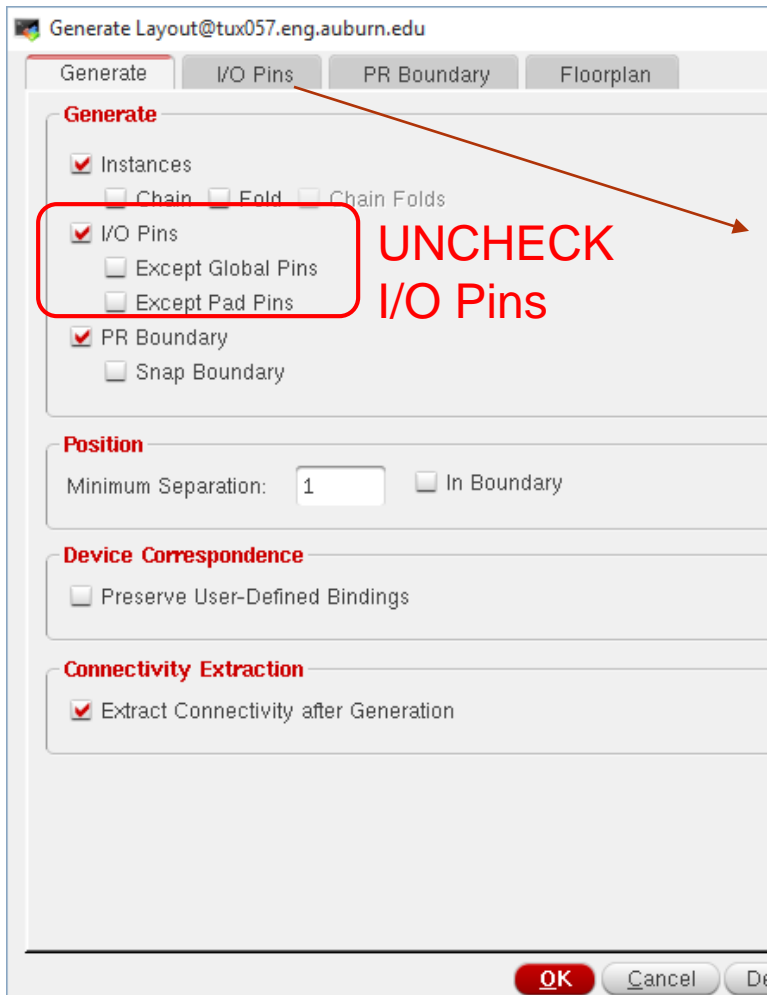 Generate Layout@tux057.eng.auburn.edu
Generate I/O Pins PR Boundary Floorplan
Generate
Instances
Chain Fold Chain Folds
I/O Pins
Except Global Pins
Except Pad Pins
UNCHECK
I/O Pins
PR Boundary
Snap Boundary
Position
Minimum Separation: 1 In Boundary
Device Correspondence
Preserve User-Defined Bindings
Connectivity Extraction
Extract Connectivity after Generation
OK Cancel De